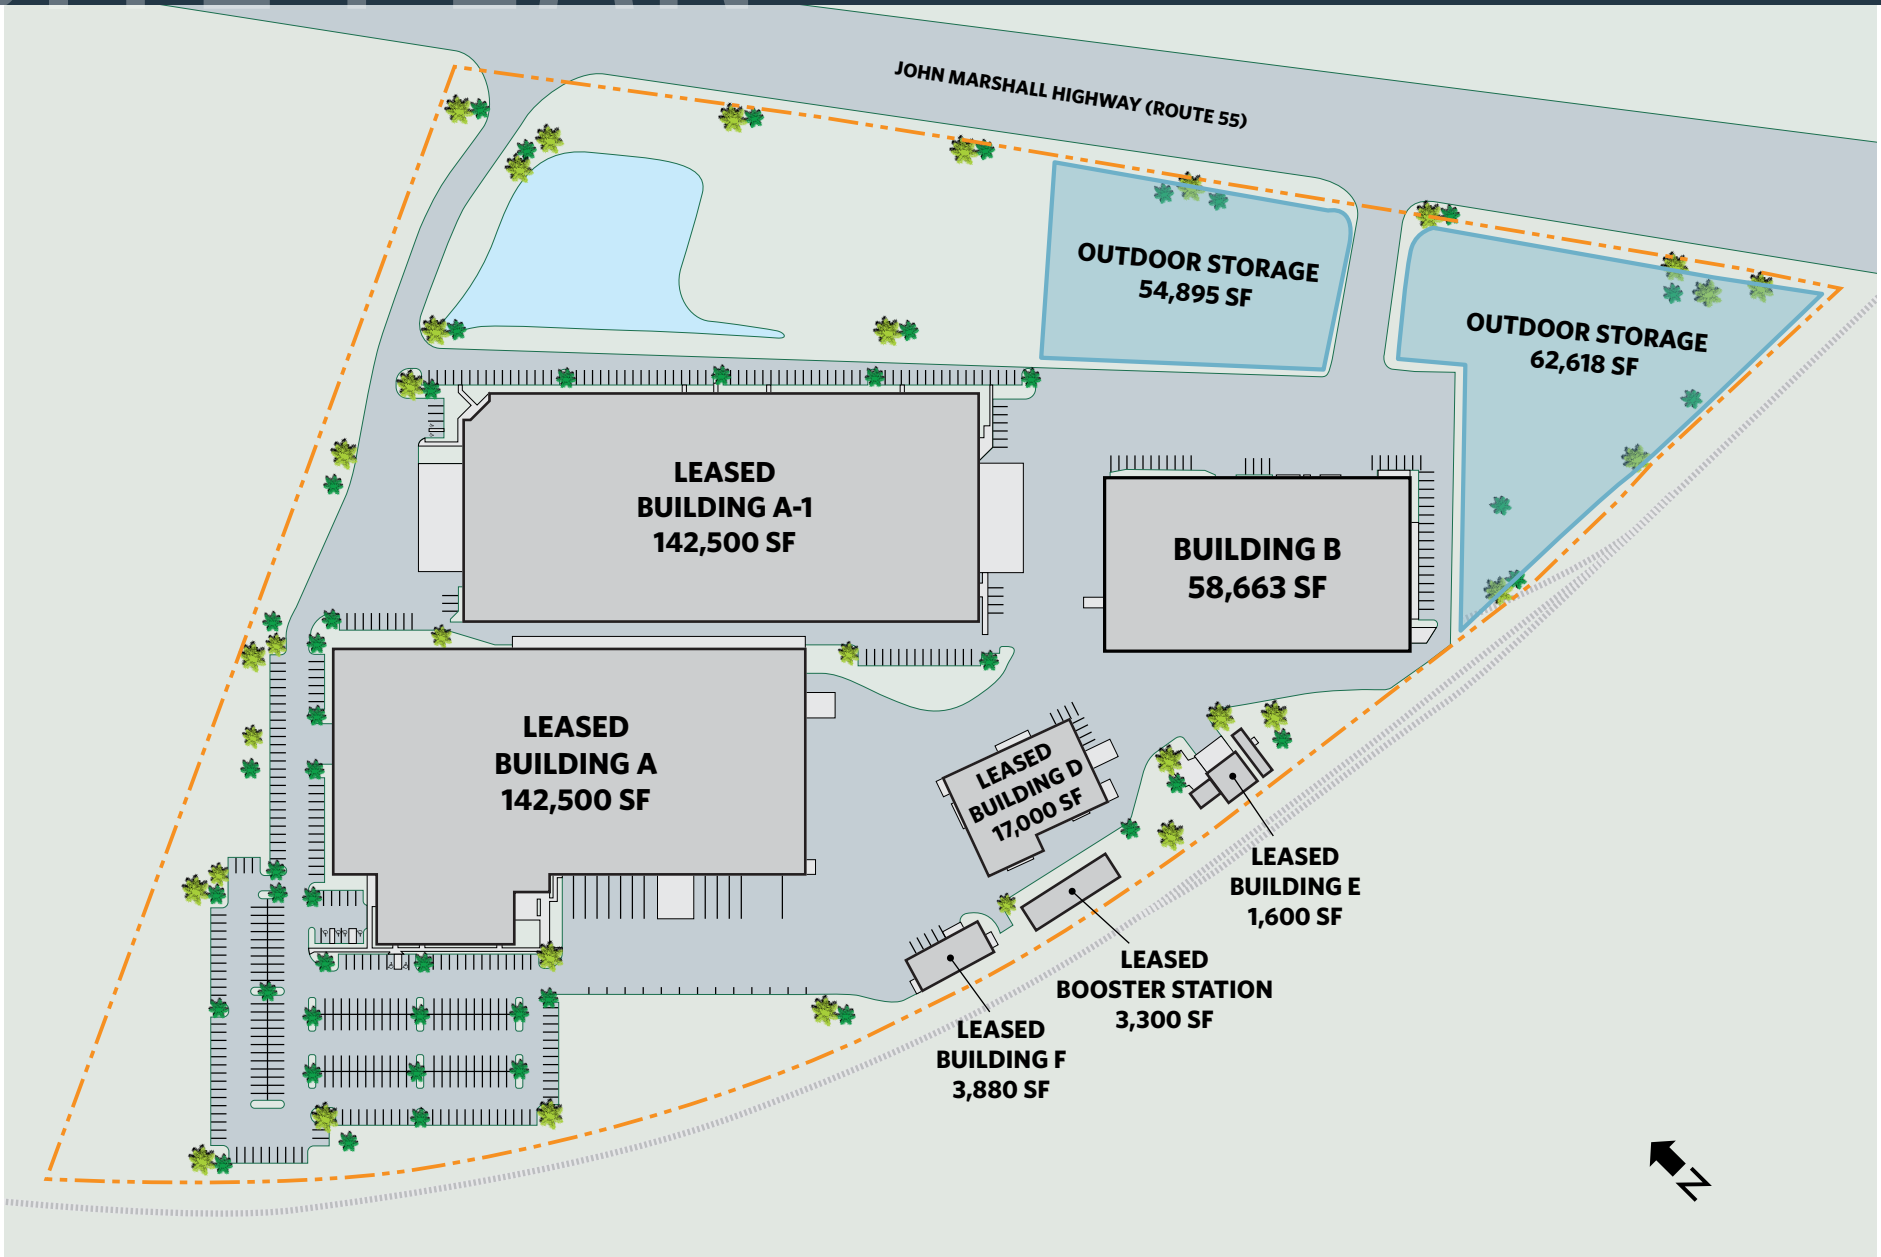 JOHN MARSHALL HIGHWAY (ROUTE 55)
OUTDOOR STORAGE
54,895 SF
OUTDOOR STORAGE
62,618 SF
LEASED
BUILDING A-1
142,500 SF
BUILDING B
58,663 SF
LEASED
BUILDING A
142,500 SF
LEASED
BUILDING D
17,000 SF
LEASED
BUILDING E
1,600 SF
LEASED
BOOSTER STATION
3,300 SF
LEASED
BUILDING F
3,880 SF
N